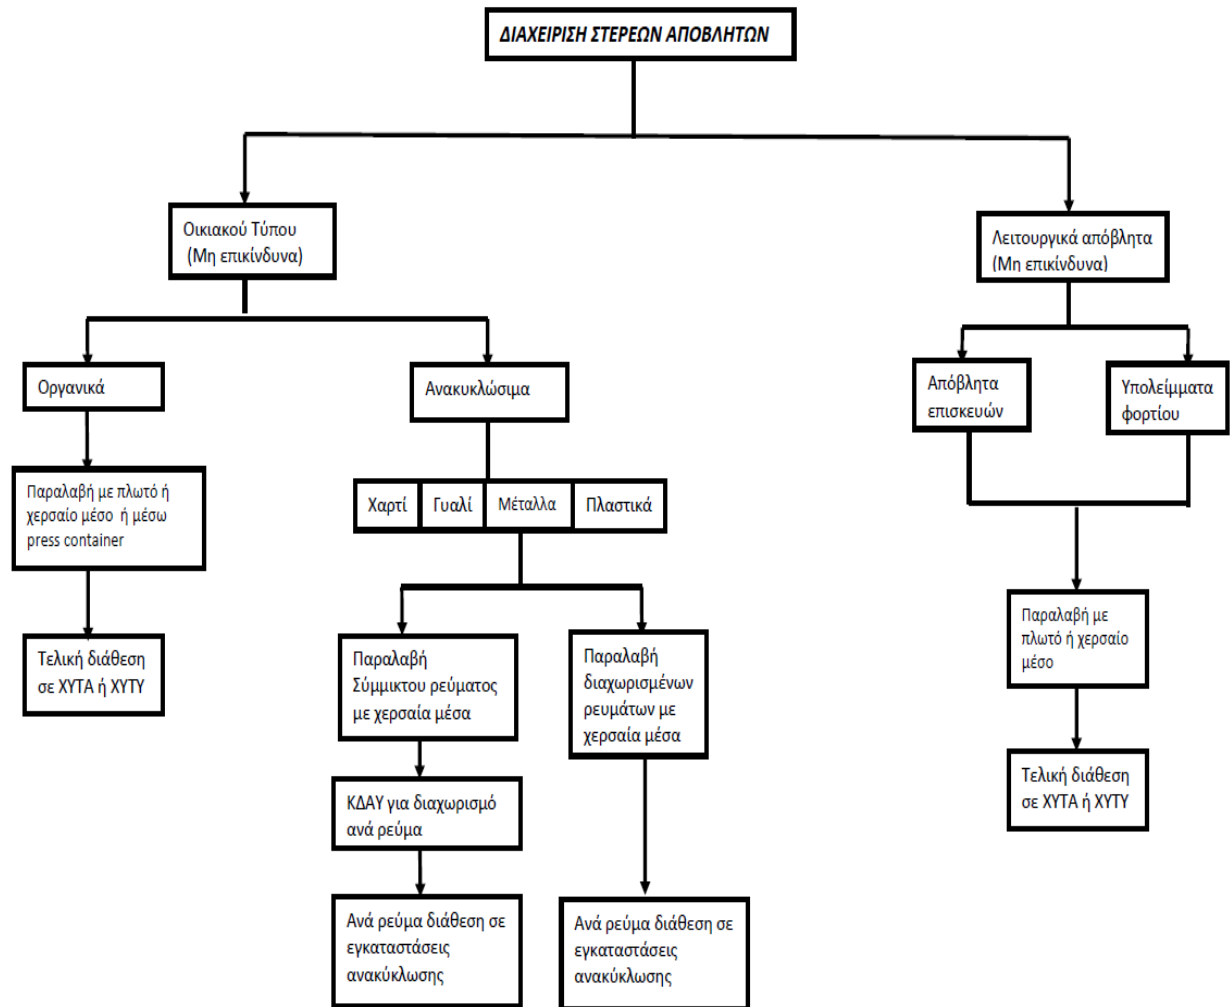 ΔΙΑΧΕΙΡΙΣΗ ΣΤΕΡΕΩΝ ΑΠΟΒΛΗΤΩΝ
Οικιακού Τύπου
(Μη επικίνδυνα)
Λειτουργικά απόβλητα
(Μη επικίνδυνα)
Οργανικά
Ανακυκλώσιμα
Απόβλητα
επισκευών
Υπολείμματα
φορτίου
Παραλαβή με πλωτό ή
χερσαίο μέσο ή μέσω
press container
Χαρτί
Γυαλί
Μέταλλα
Πλαστικά
Τελική διάθεση
σε ΧΥΤΑ ή ΧΥΤΥ
Παραλαβή
Σύμμικτου ρεύματος
με χερσαία μέσα
Παραλαβή
διαχωρισμένων
ρευμάτων με
χερσαία μέσα
Παραλαβή με
πλωτό ή χερσαίο
μέσο
ΚΔΑΥ για διαχωρισμό
ανά ρεύμα
Τελική διάθεση
σε ΧΥΤΑ ή ΧΥΤΥ
Ανά ρεύμα διάθεση σε
εγκαταστάσεις
ανακύκλωσης
Ανά ρεύμα διάθεση σε
εγκαταστάσεις
ανακύκλωσης